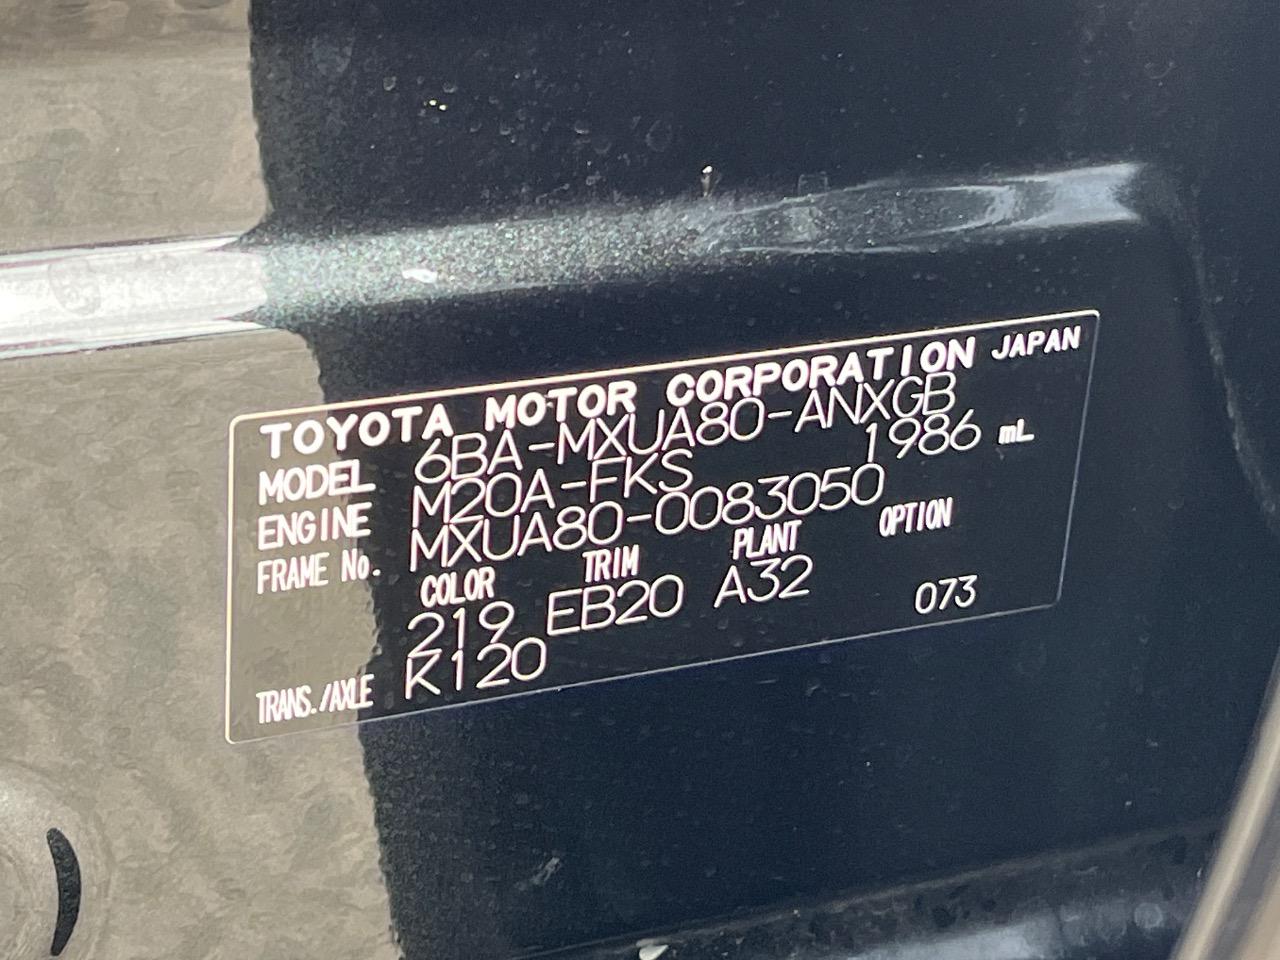 TOYOTA MOTOR CORPORATION JAPAN
MODEL 6BA-MXUA80-ANXGB
ENGINE M20A-FKS 1986 mL
FRAME No. MXUA80-0083050
COLOR TRIM PLANT OPTION
219 EB20 A32 073
TRANS./AXLE K120